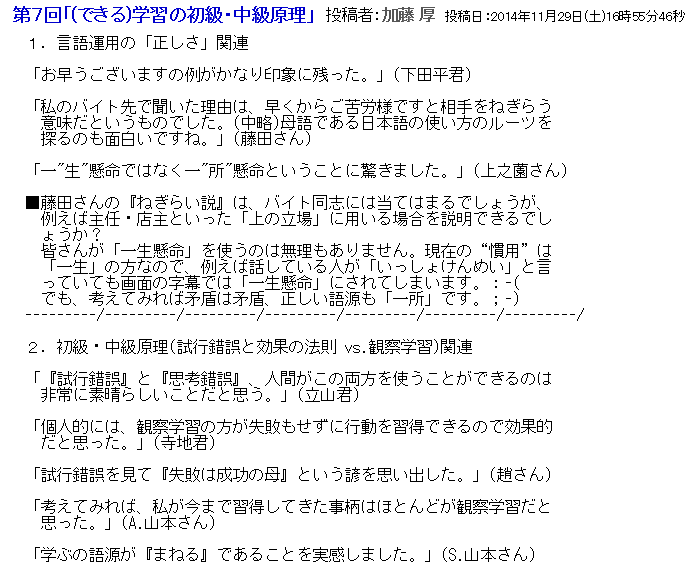 第7回「(できる)学習の初級・中級原理」 投稿者:加藤 厚 投稿日:2014年11月29日(土)16時55分46秒
１．言語運用の「正しさ」関連
「お早うございますの例がかなり印象に残った。」(下田平君)
「私のバイト先で聞いた理由は、早くからご苦労様ですと相手をねぎらう
意味だというものでした。(中略)母語である日本語の使い方のルーツを
探るのも面白いですね。」(藤田さん)
「一"生"懸命ではなく一"所"懸命ということに驚きました。」(上之薗さん)
■藤田さんの『ねぎらい説』は、バイト同志には当てはまるでしょうが、
例えば主任・店主といった「上の立場」に用いる場合を説明できるでし
ょうか？
皆さんが「一生懸命」を使うのは無理もありません。現在の“慣用”は
「一生」の方なので、例えば話している人が「いっしょけんめい」と言
っていても画面の字幕では「一生懸命」にされてしまいます。：-(
でも、考えてみれば矛盾は矛盾、正しい語源も「一所」です。；-)
---------/---------/---------/---------/---------/---------/---------/
２．初級・中級原理(試行錯誤と効果の法則 vs.観察学習)関連
「『試行錯誤』と『思考錯誤』、人間がこの両方を使うことができるのは
非常に素晴らしいことだと思う。」(立山君)
「個人的には、観察学習の方が失敗もせずに行動を習得できるので効果的
だと思った。」(寺地君)
「試行錯誤を見て『失敗は成功の母』という諺を思い出した。」(趙さん)
「考えてみれば、私が今まで習得してきた事柄はほとんどが観察学習だと
思った。」(A.山本さん)
「学ぶの語源が『まねる』であることを実感しました。」(S.山本さん)